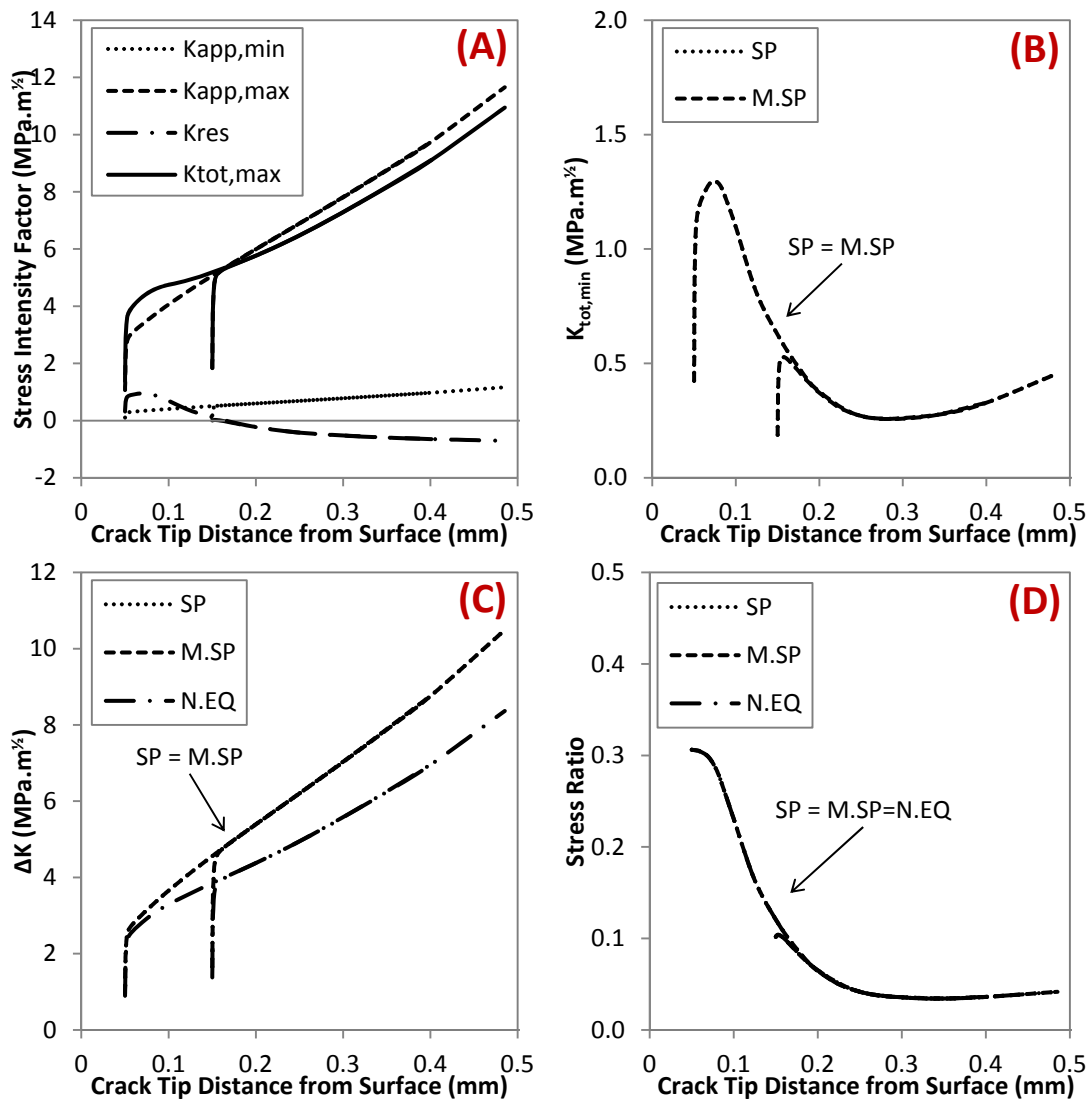 (A)
Kapp,min
Kapp,max
Kres
Ktot,max
Stress Intensity Factor (MPa.m½)
14
12
10
8
6
4
2
0
-2
0 0.1 0.2 0.3 0.4 0.5
Crack Tip Distance from Surface (mm)
(B)
SP
M.SP
SP = M.SP
Ktot,min (MPa.m½)
2.0
1.5
1.0
0.5
0.0
0 0.1 0.2 0.3 0.4 0.5
Crack Tip Distance from Surface (mm)
(C)
SP
M.SP
N.EQ
SP = M.SP
ΔK (MPa.m½)
12
10
8
6
4
2
0
0 0.1 0.2 0.3 0.4 0.5
Crack Tip Distance from Surface (mm)
(D)
SP
M.SP
N.EQ
SP = M.SP=N.EQ
Stress Ratio
0.5
0.4
0.3
0.2
0.1
0.0
0 0.1 0.2 0.3 0.4 0.5
Crack Tip Distance from Surface (mm)